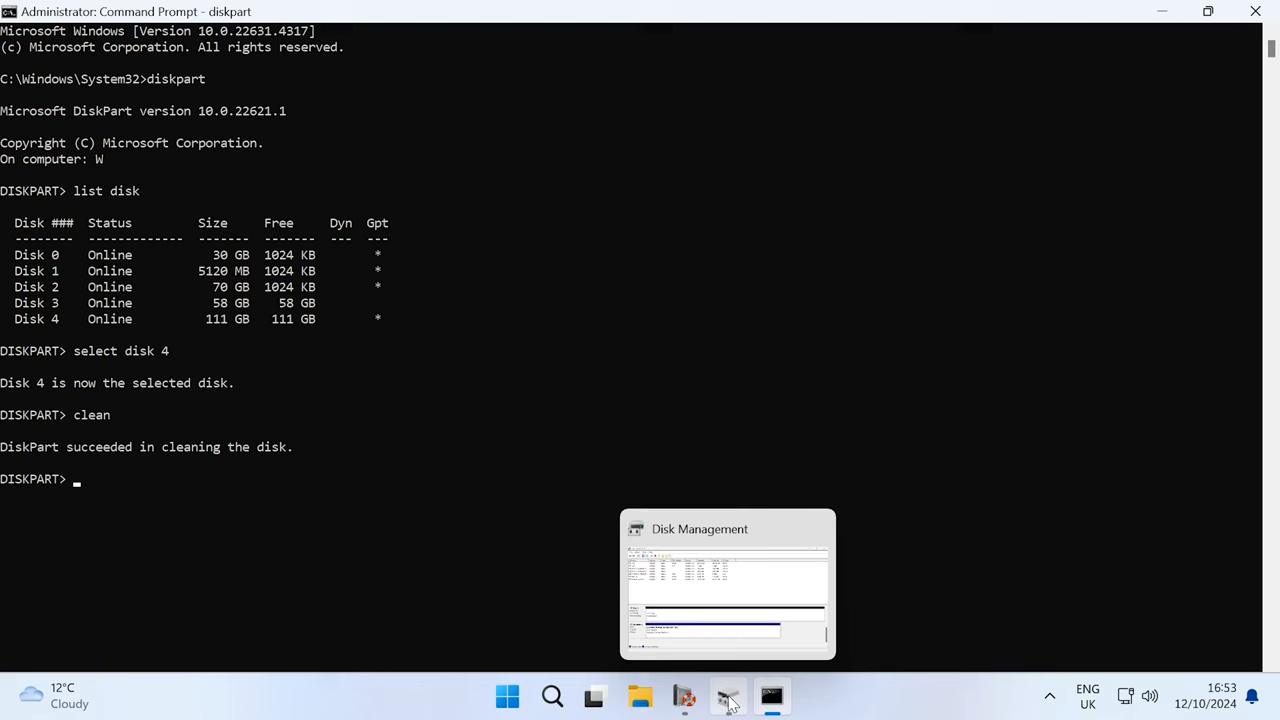 Administrator: Command Prompt - diskpart
Microsoft Windows [Version 10.0.22631.4317]
(c) Microsoft Corporation. All rights reserved.
C:\Windows\System32>diskpart
Microsoft DiskPart version 10.0.22621.1
Copyright (C) Microsoft Corporation.
On computer: W
DISKPART> list disk
Disk ### Status Size Free Dyn Gpt
-------- ------------- ------- ------- --- ---
Disk 0 Online 30 GB 1024 KB *
Disk 1 Online 5120 MB 1024 KB *
Disk 2 Online 70 GB 1024 KB *
Disk 3 Online 58 GB 58 GB
Disk 4 Online 111 GB 111 GB *
DISKPART> select disk 4
Disk 4 is now the selected disk.
DISKPART> clean
DiskPart succeeded in cleaning the disk.
DISKPART>
Disk Management
12°C
Cloudy
ENG
UK
16:53
12/10/2024